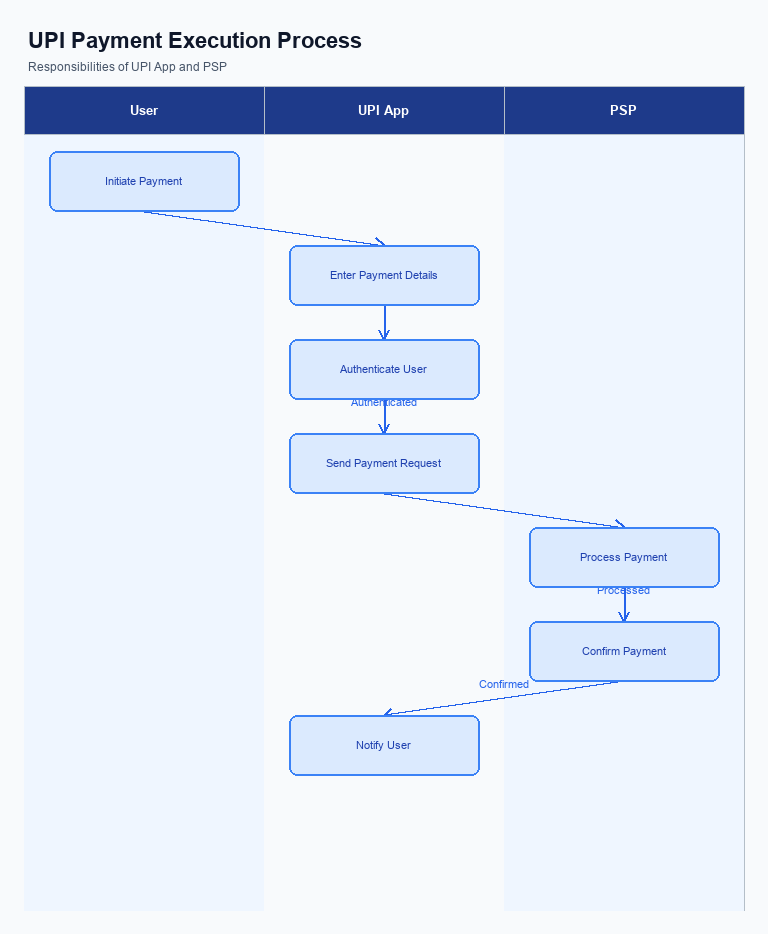 UPI Payment Execution Process
Responsibilities of UPI App and PSP
User
UPI App
PSP
Initiate Payment
Enter Payment Details
Authenticate User
Authenticated
Send Payment Request
Process Payment
Processed
Confirm Payment
Confirmed
Notify User